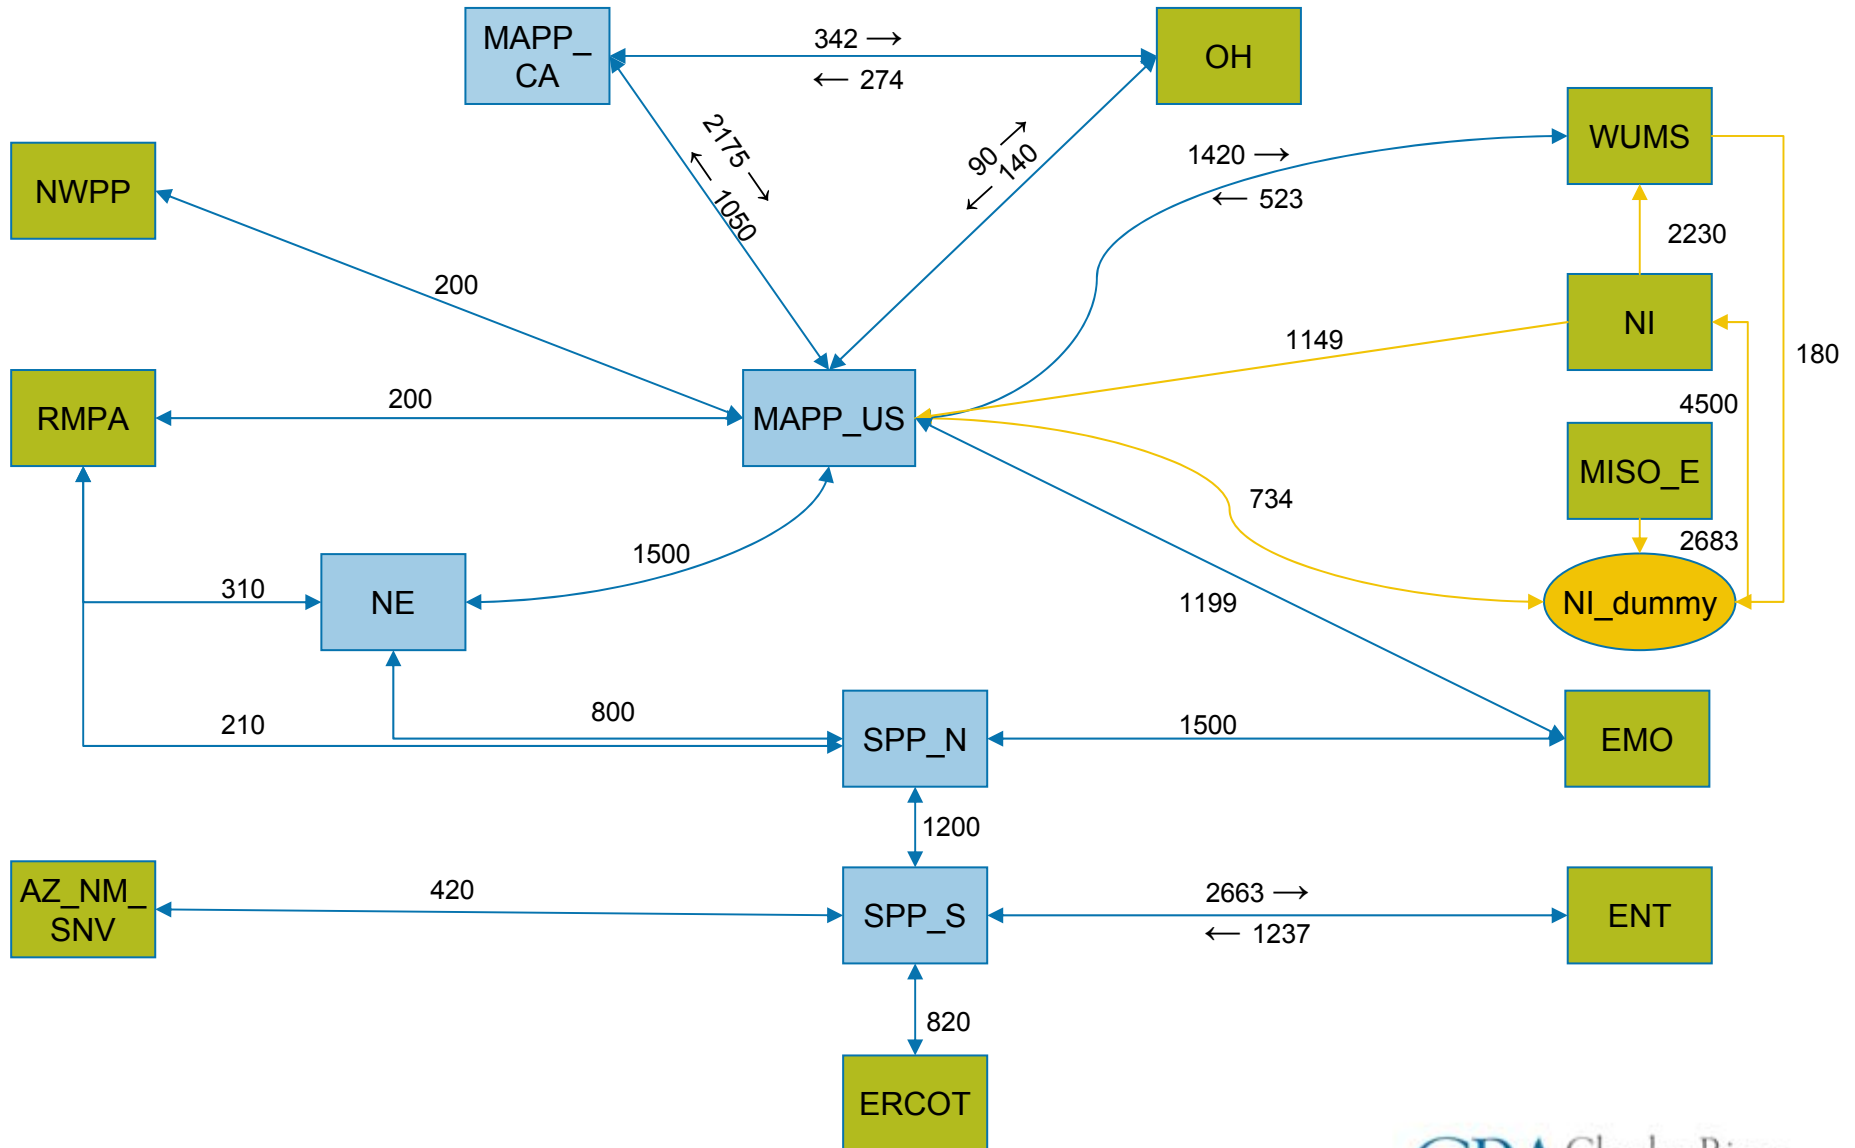 MAPP_
CA
342 →
← 274
OH
2175 →
← 1050
90 →
← 140
WUMS
1420 →
← 523
NWPP
2230
200
NI
1149
180
RMPA
200
MAPP_US
4500
MISO_E
734
2683
1500
310
NE
1199
NI_dummy
210
800
SPP_N
1500
EMO
1200
AZ_NM_
SNV
420
SPP_S
2663 →
← 1237
ENT
820
ERCOT